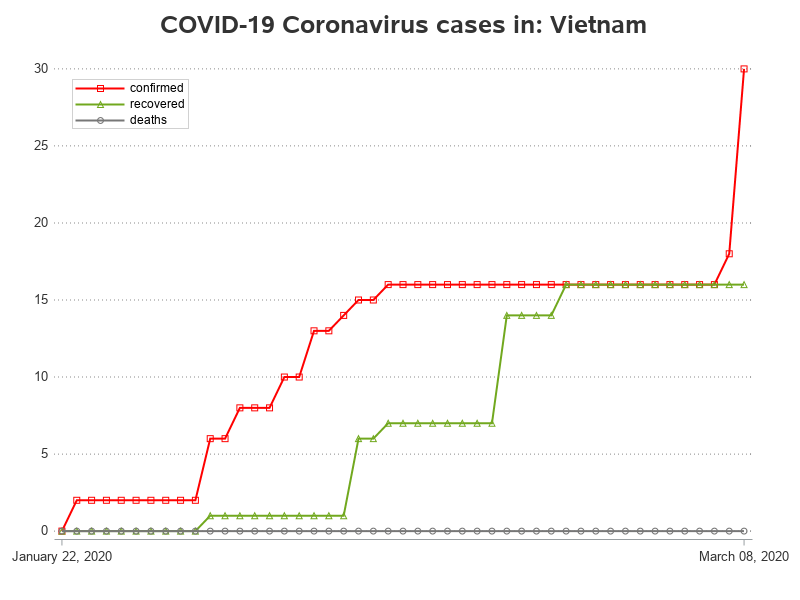 COVID-19 Coronavirus cases in: Vietnam
30
confirmed
recovered
deaths
25
20
15
10
5
0
January 22, 2020
March 08, 2020